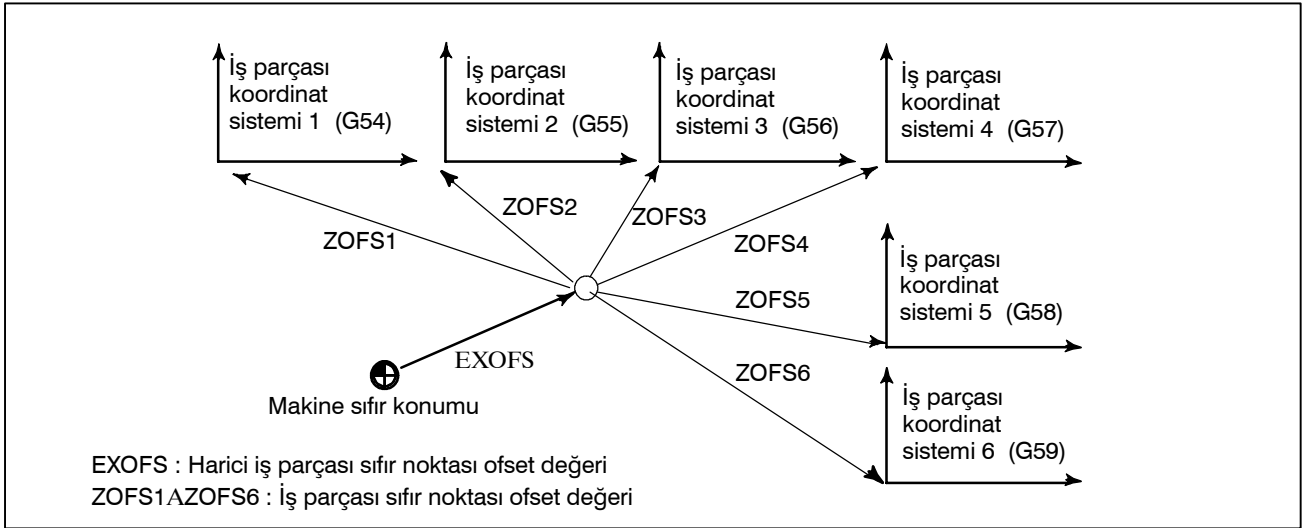 İş parçası
koordinat
sistemi 1 (G54)
İş parçası
koordinat
sistemi 2 (G55)
İş parçası
koordinat
sistemi 3 (G56)
İş parçası
koordinat
sistemi 4 (G57)
ZOFS1
ZOFS2
ZOFS3
ZOFS4
İş parçası
koordinat
sistemi 5 (G58)
ZOFS5
EXOFS
ZOFS6
İş parçası
koordinat
sistemi 6 (G59)
Makine sıfır konumu
EXOFS : Harici iş parçası sıfır noktası ofset değeri
ZOFS1AZOFS6 : İş parçası sıfır noktası ofset değeri